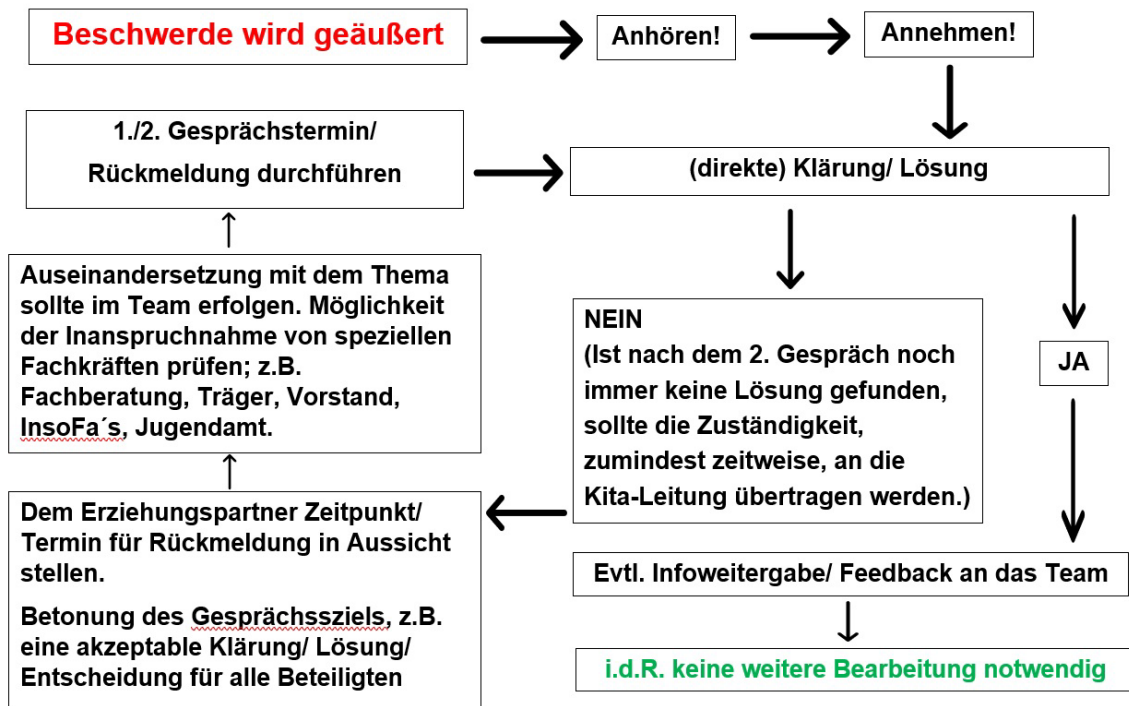 Beschwerde wird geäußert
Anhören!
Annehmen!
1./2. Gesprächstermin/
Rückmeldung durchführen
(direkte) Klärung/ Lösung
Auseinandersetzung mit dem Thema
sollte im Team erfolgen. Möglichkeit
der Inanspruchnahme von speziellen
Fachkräften prüfen; z.B.
Fachberatung, Träger, Vorstand,
InsoFa´s, Jugendamt.
NEIN
(Ist nach dem 2. Gespräch noch
immer keine Lösung gefunden,
sollte die Zuständigkeit,
zumindest zeitweise, an die
Kita-Leitung übertragen werden.)
JA
Dem Erziehungspartner Zeitpunkt/
Termin für Rückmeldung in Aussicht
stellen.
Betonung des Gesprächssziels, z.B.
eine akzeptable Klärung/ Lösung/
Entscheidung für alle Beteiligten
Evtl. Infoweitergabe/ Feedback an das Team
i.d.R. keine weitere Bearbeitung notwendig